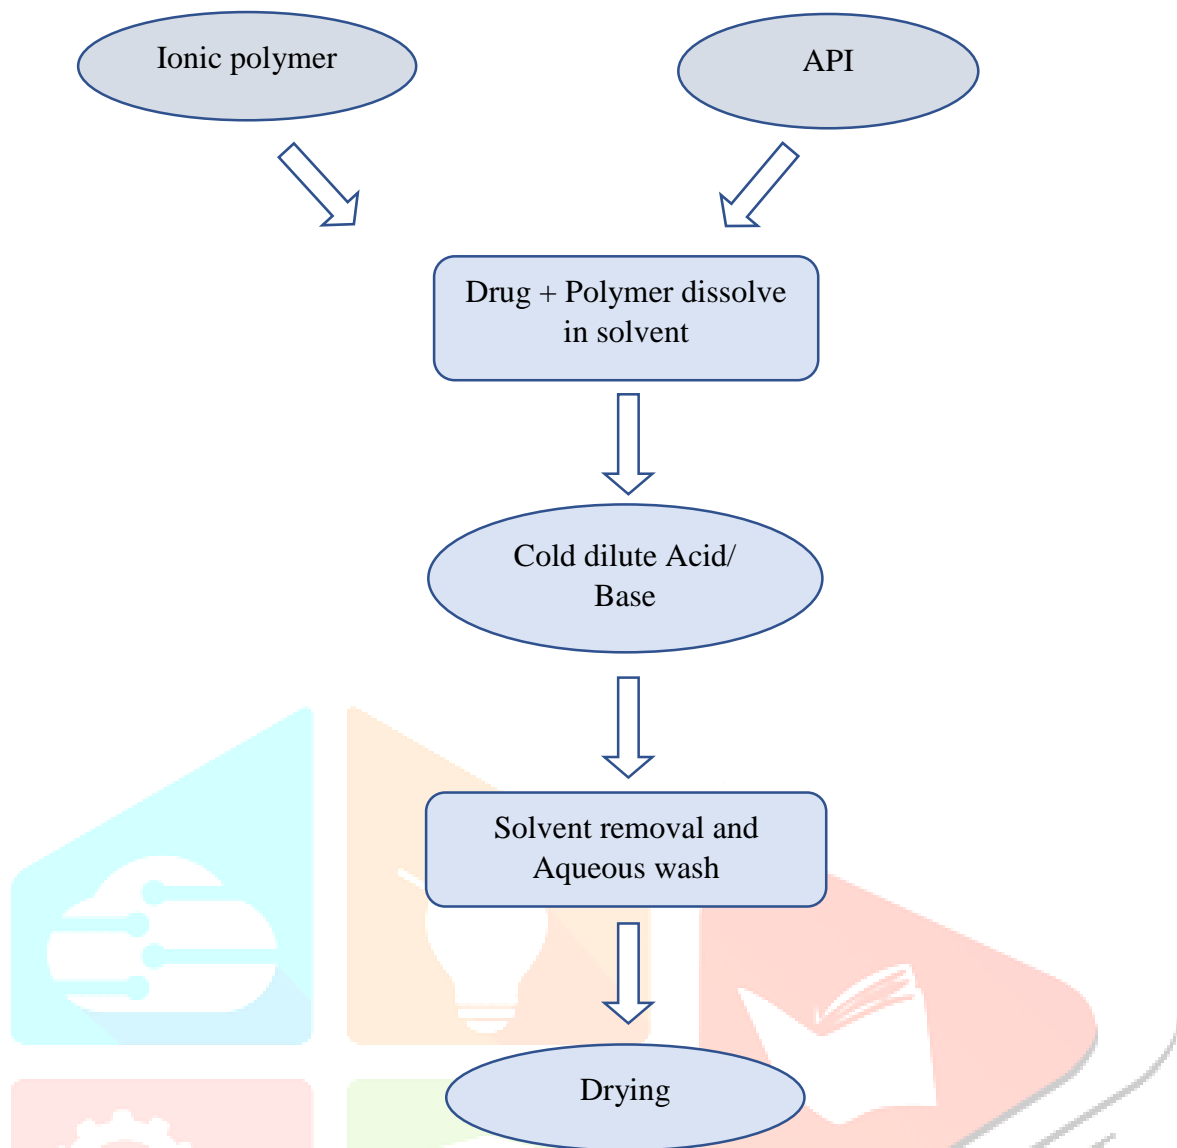 Ionic polymer
API
Drug + Polymer dissolve
in solvent
Cold dilute Acid/
Base
Solvent removal and
Aqueous wash
Drying